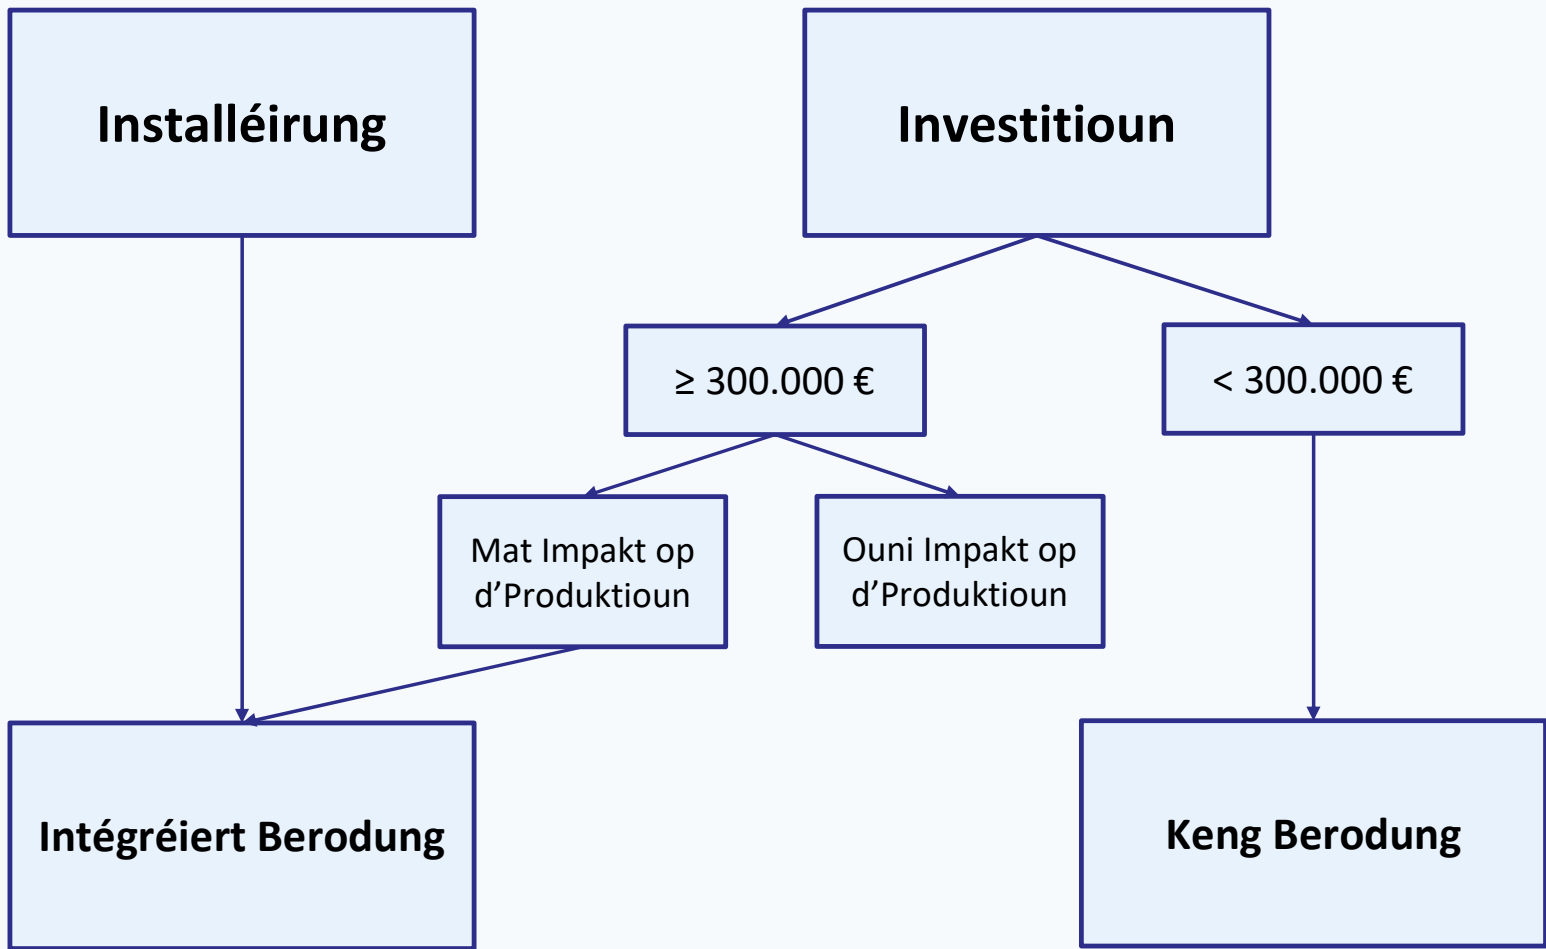 Installéirung
Investitioun
≥ 300.000 €
< 300.000 €
Mat Impakt op
d’Produktioun
Ouni Impakt op
d’Produktioun
Intégréiert Berodung
Keng Berodung